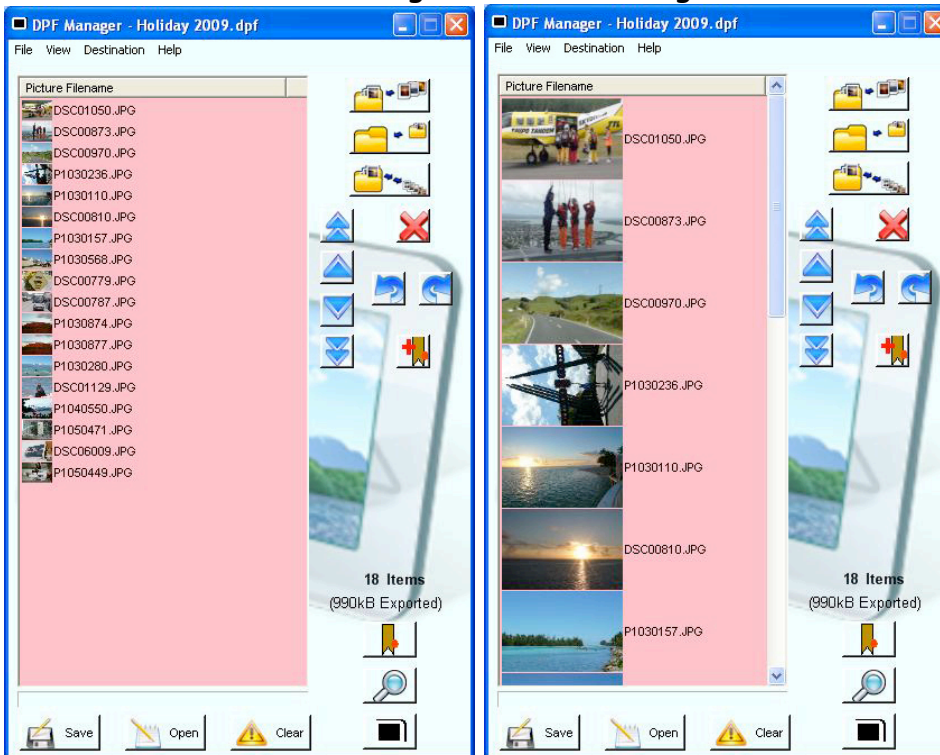 DPF Manager - Holiday 2009.dpf
File View Destination Help
Picture Filename
DSC01050.JPG
DSC00873.JPG
DSC00970.JPG
P1030236.JPG
P1030110.JPG
DSC00810.JPG
P1030157.JPG
P1030568.JPG
DSC00779.JPG
DSC00787.JPG
P1030874.JPG
P1030877.JPG
P1030280.JPG
DSC01129.JPG
P1040550.JPG
P1050471.JPG
DSC06009.JPG
P1050449.JPG
18 Items
(990kB Exported)
Save Open Clear
DPF Manager - Holiday 2009.dpf
File View Destination Help
Picture Filename
DSC01050.JPG
DSC00873.JPG
DSC00970.JPG
P1030236.JPG
P1030110.JPG
DSC00810.JPG
P1030157.JPG
18 Items
(990kB Exported)
Save Open Clear